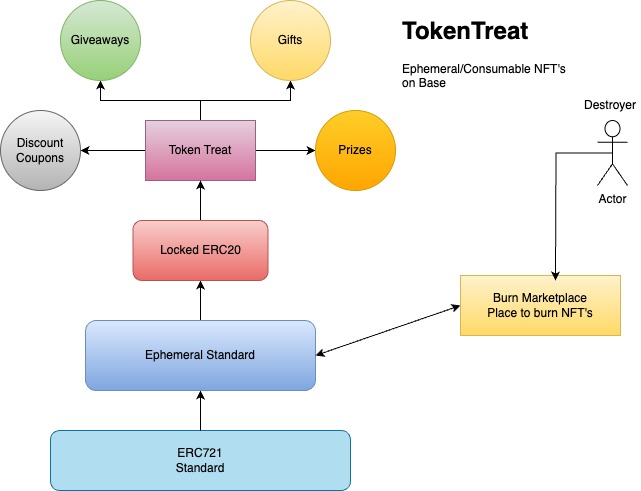 TokenTreat
Ephemeral/Consumable NFT's
on Base
Giveaways
Gifts
Discount
Coupons
Token Treat
Prizes
Destroyer
Actor
Locked ERC20
Burn Marketplace
Place to burn NFT's
Ephemeral Standard
ERC721
Standard